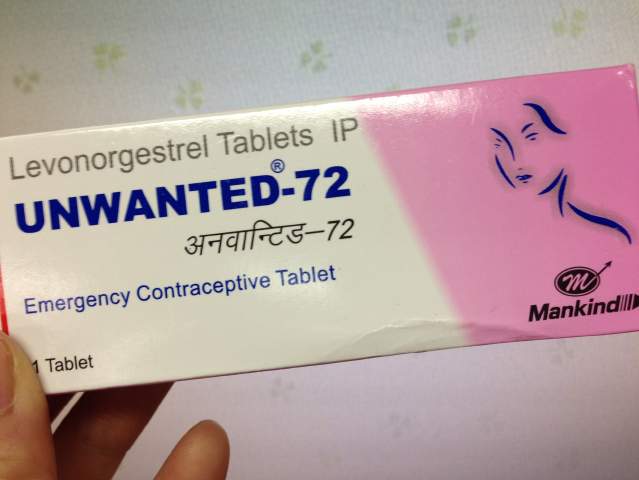 Levonorgestrel Tablets IP
UNWANTED®-72
अनवान्टिड–72
Emergency Contraceptive Tablet
1 Tablet
m
Mankind